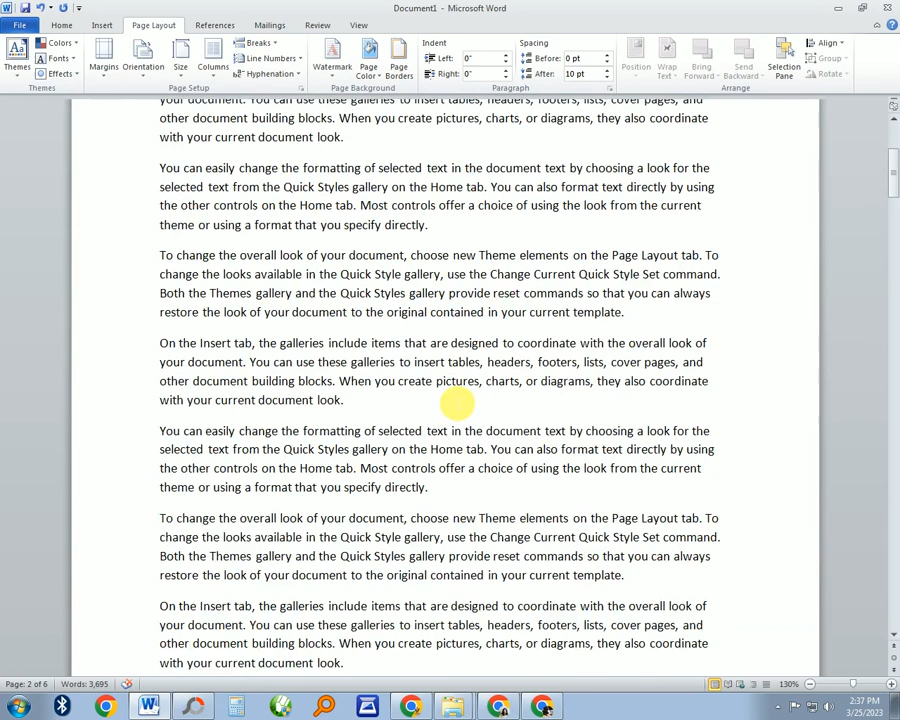 Document1 - Microsoft Word
File Home Insert Page Layout References Mailings Review View
Themes Colors Fonts Effects Themes
Margins Orientation Size Columns Breaks Line Numbers Hyphenation Page Setup
Watermark Page Color Page Borders Page Background
Indent Left: 0" Right: 0" Spacing Before: 0 pt After: 10 pt Paragraph
Position Wrap Text Bring Forward Send Backward Selection Pane Align Group Rotate Arrange
your document. You can use these galleries to insert tables, headers, footers, lists, cover pages, and
other document building blocks. When you create pictures, charts, or diagrams, they also coordinate
with your current document look.
You can easily change the formatting of selected text in the document text by choosing a look for the
selected text from the Quick Styles gallery on the Home tab. You can also format text directly by using
the other controls on the Home tab. Most controls offer a choice of using the look from the current
theme or using a format that you specify directly.
To change the overall look of your document, choose new Theme elements on the Page Layout tab. To
change the looks available in the Quick Style gallery, use the Change Current Quick Style Set command.
Both the Themes gallery and the Quick Styles gallery provide reset commands so that you can always
restore the look of your document to the original contained in your current template.
On the Insert tab, the galleries include items that are designed to coordinate with the overall look of
your document. You can use these galleries to insert tables, headers, footers, lists, cover pages, and
other document building blocks. When you create pictures, charts, or diagrams, they also coordinate
with your current document look.
You can easily change the formatting of selected text in the document text by choosing a look for the
selected text from the Quick Styles gallery on the Home tab. You can also format text directly by using
the other controls on the Home tab. Most controls offer a choice of using the look from the current
theme or using a format that you specify directly.
To change the overall look of your document, choose new Theme elements on the Page Layout tab. To
change the looks available in the Quick Style gallery, use the Change Current Quick Style Set command.
Both the Themes gallery and the Quick Styles gallery provide reset commands so that you can always
restore the look of your document to the original contained in your current template.
On the Insert tab, the galleries include items that are designed to coordinate with the overall look of
your document. You can use these galleries to insert tables, headers, footers, lists, cover pages, and
other document building blocks. When you create pictures, charts, or diagrams, they also coordinate
with your current document look.
Page: 2 of 6 Words: 3,695 130%
2:37 PM
3/25/2023